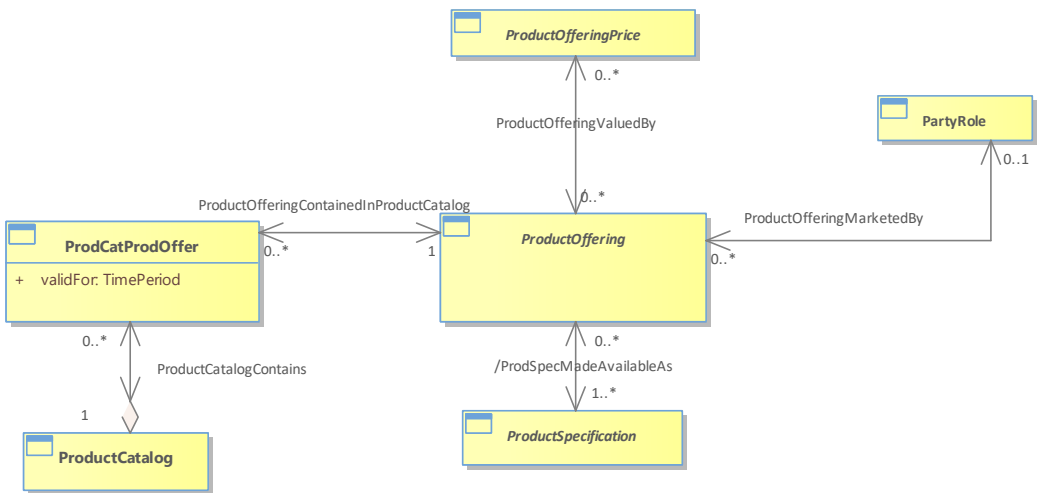 ProductOfferingPrice
0..*
ProductOfferingValuedBy
PartyRole
0..1
0..*
ProductOfferingContainedInProductCatalog
ProductOfferingMarketedBy
ProdCatProdOffer
ProductOffering
0..*
1
0..*
+ validFor: TimePeriod
0..*
0..*
ProductCatalogContains
/ProdSpecMadeAvailableAs
1..*
1
ProductSpecification
ProductCatalog